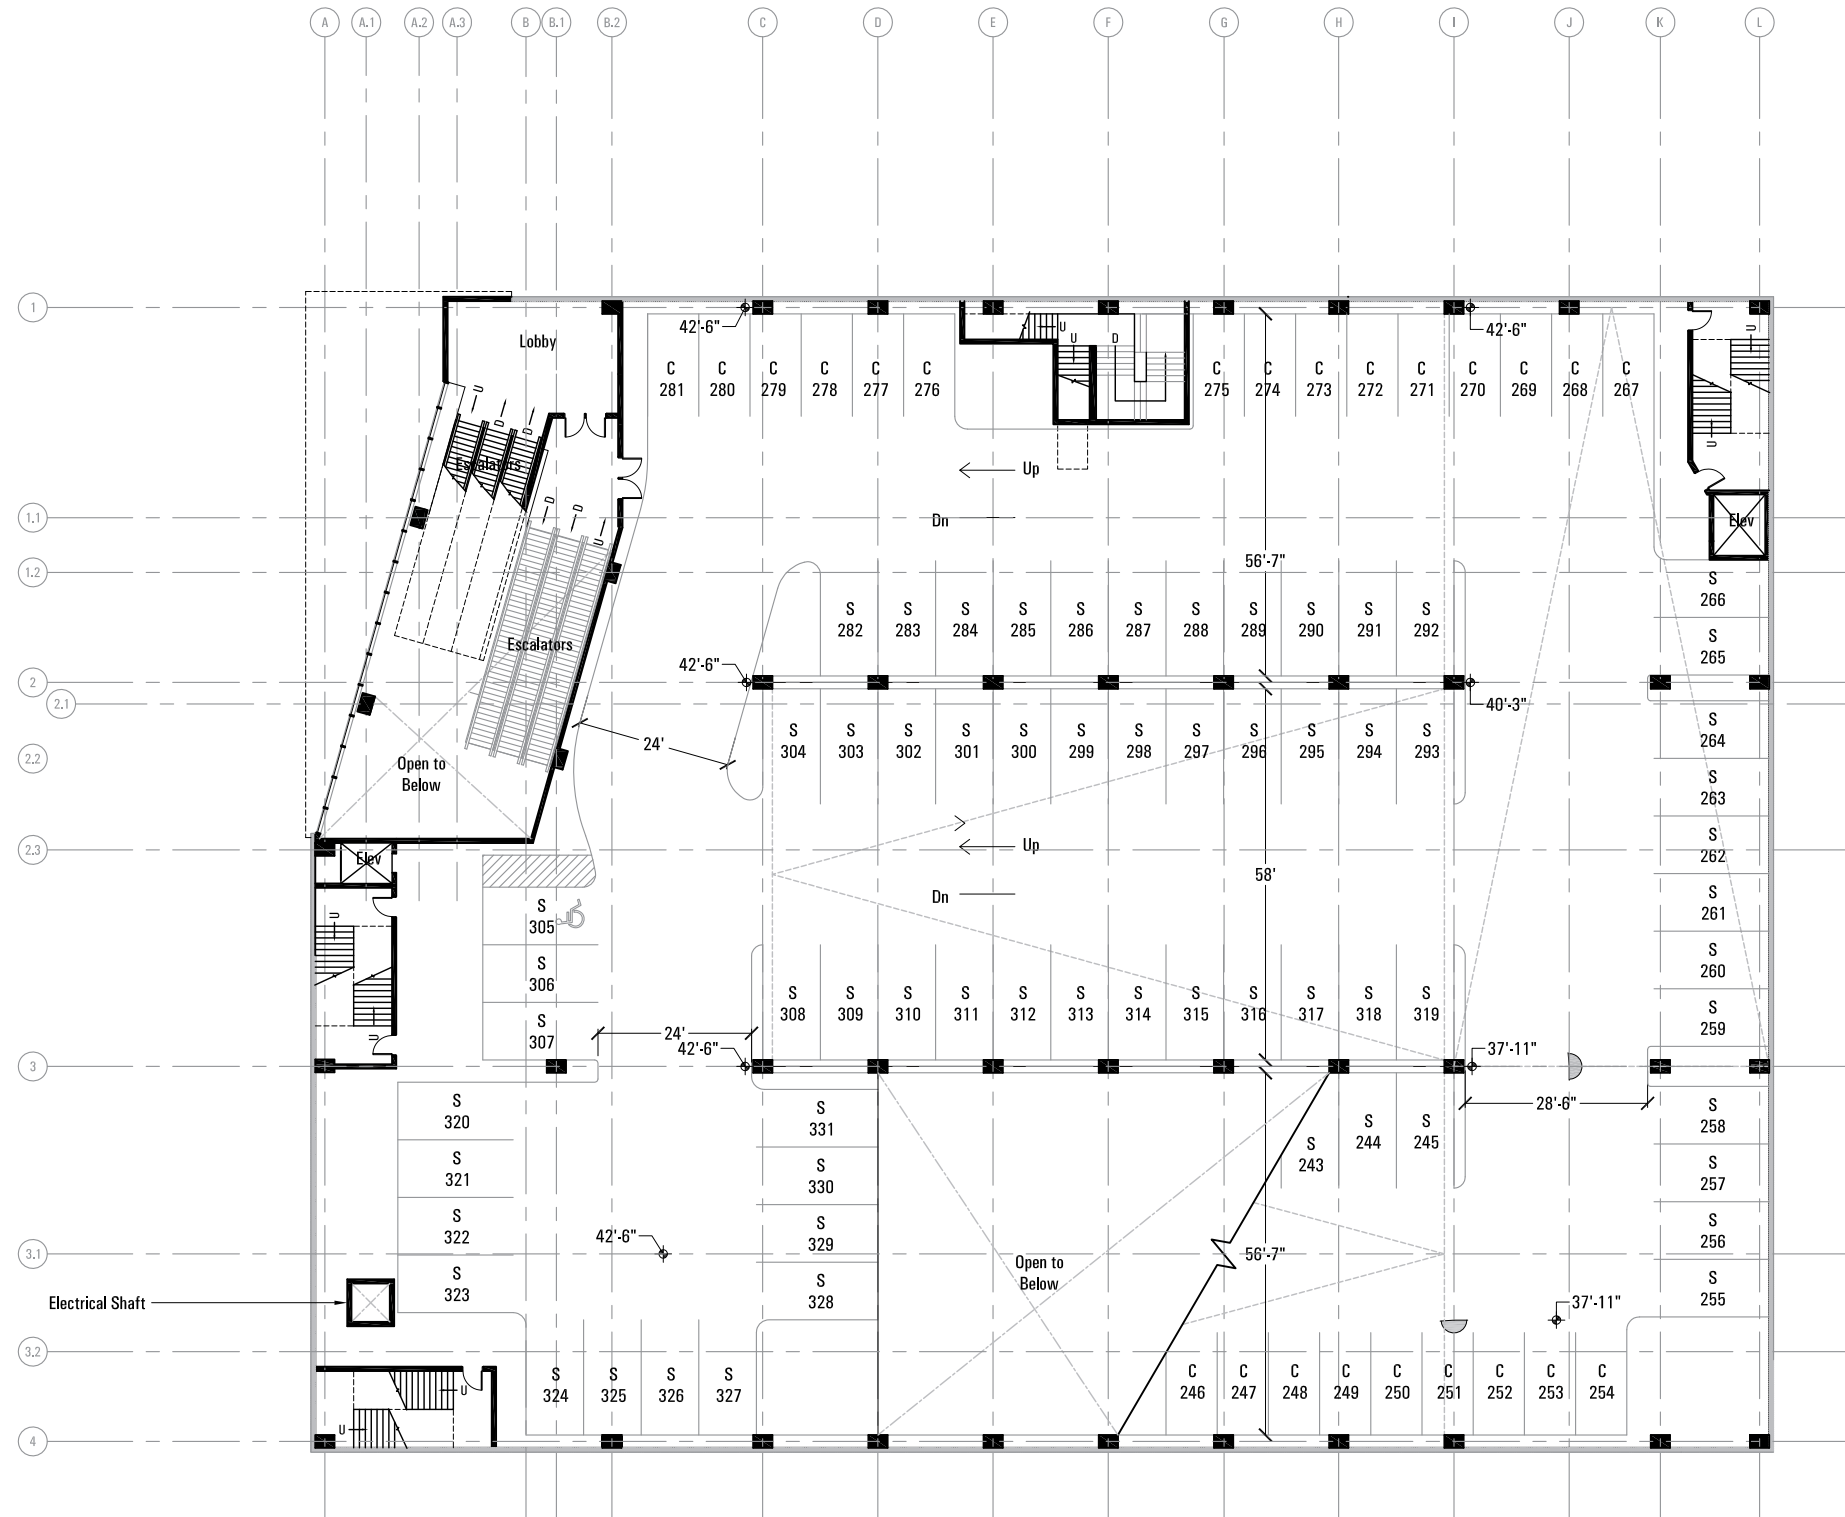 A A.1 A.2 A.3 B B.1 B.2 C D E F G H I J K L
1
42'-6"
42'-6"
Lobby
U
U
D
C C C C C C
281 280 279 278 277 276
C C C C C C C C C
275 274 273 272 271 270 269 268 267
U
U
U
D
D
Escalators
Up
D
D
U
1.1
Dn
Elev
56'-7"
1.2
S
266
S S S S S S S S S S S
282 283 284 285 286 287 288 289 290 291 292
Escalators
S
265
42'-6"
2
2.1
40'-3"
24'
S S S S S S S S S S S S
304 303 302 301 300 299 298 297 296 295 294 293
S
264
2.2
Open to
Below
S
263
2.3
Elev
Up
S
262
58'
Dn
U
S
305
S
261
S
306
S
260
S S S S S S S S S S S S
308 309 310 311 312 313 314 315 316 317 318 319
S
307
S
259
24'
U
42'-6"
37'-11"
3
28'-6"
S
320
S
331
S S S
243 244 245
S
258
S
321
S
330
S
257
S
322
S
329
S
256
42'-6"
3.1
56'-7"
Open to
Below
S
323
S
328
S
255
Electrical Shaft
37'-11"
3.2
S S S S
324 325 326 327
C C C C C C C C C
246 247 248 249 250 251 252 253 254
U
U
4